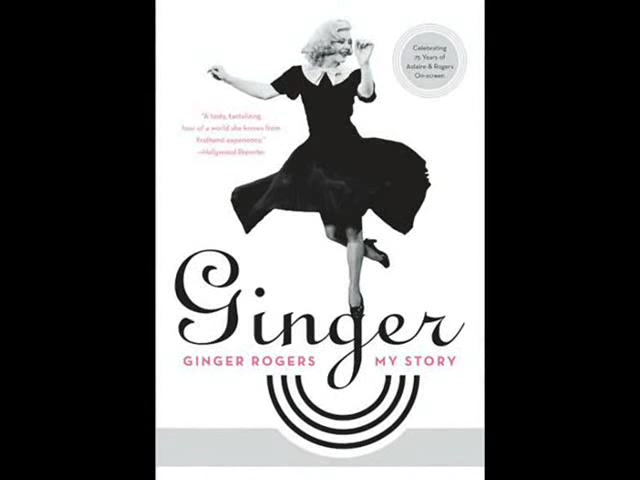 Celebrating
75 Years of
Astaire & Rogers
On-screen
"A tasty, tantalizing
tour of a world she knows from
firsthand experience."
—Hollywood Reporter
Ginger
GINGER ROGERS MY STORY